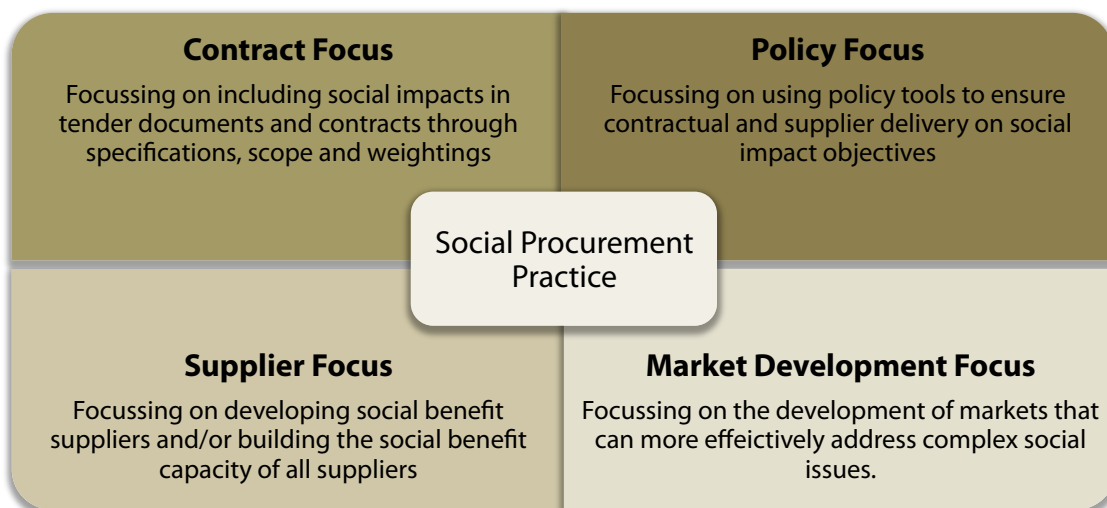 Contract Focus
Focussing on including social impacts in
tender documents and contracts through
specifications, scope and weightings
Policy Focus
Focussing on using policy tools to ensure
contractual and supplier delivery on social
impact objectives
Social Procurement
Practice
Supplier Focus
Focussing on developing social benefit
suppliers and/or building the social benefit
capacity of all suppliers
Market Development Focus
Focussing on the development of markets that
can more effeictively address complex social
issues.